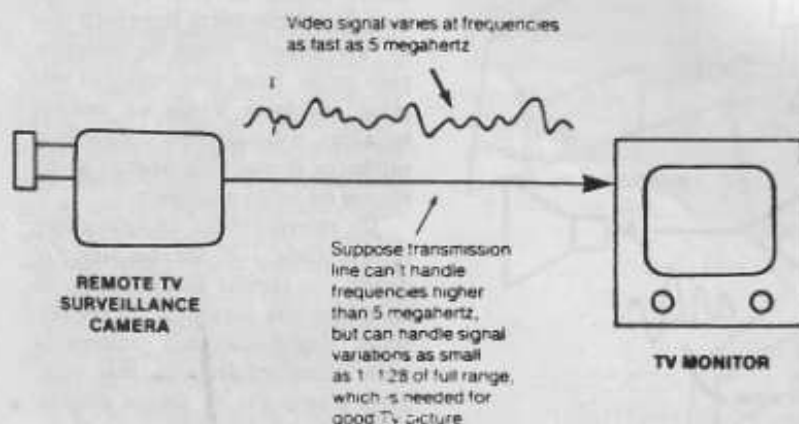 Video signal varies at frequencies
as fast as 5 megahertz
REMOTE TV
SURVEILLANCE
CAMERA
Suppose transmission
line can't handle
frequencies higher
than 5 megahertz,
but can handle signal
variations as small
as 1/128 of full range,
which is needed for
good TV picture
TV MONITOR